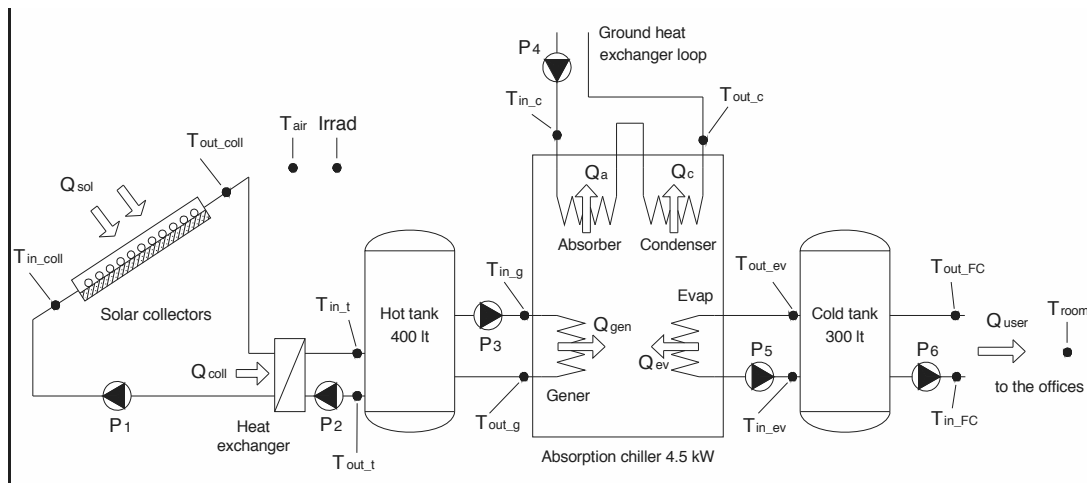 Ground heat
exchanger loop
P4
Tin_c
Tout_c
Tair
Irrad
Tout_coll
Qsol
Qa
Qc
Absorber
Condenser
Tin_coll
Tin_g
Tout_ev
Tout_FC
Solar collectors
Tin_t
Hot tank
400 lt
Evap
Cold tank
300 lt
Quser
Troom
P3
Qgen
Qev
P5
P6
Qcoll
to the offices
Gener
P1
Heat
exchanger
P2
Tout_t
Tout_g
Tin_ev
Tin_FC
Absorption chiller 4.5 kW